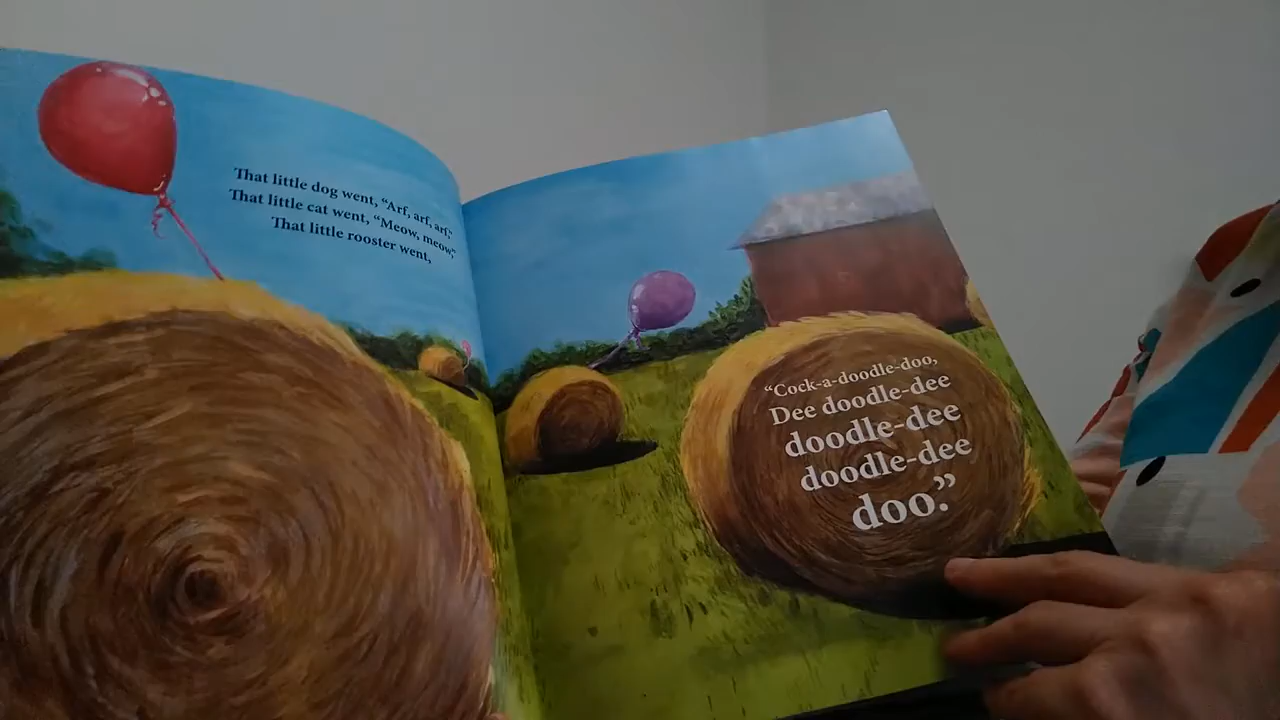 That little dog went, “Arf, arf, arf,”
That little cat went, “Meow, meow,”
That little rooster went,
“Cock-a-doodle-doo,
Dee doodle-dee
doodle-dee
doodle-dee
doo.”